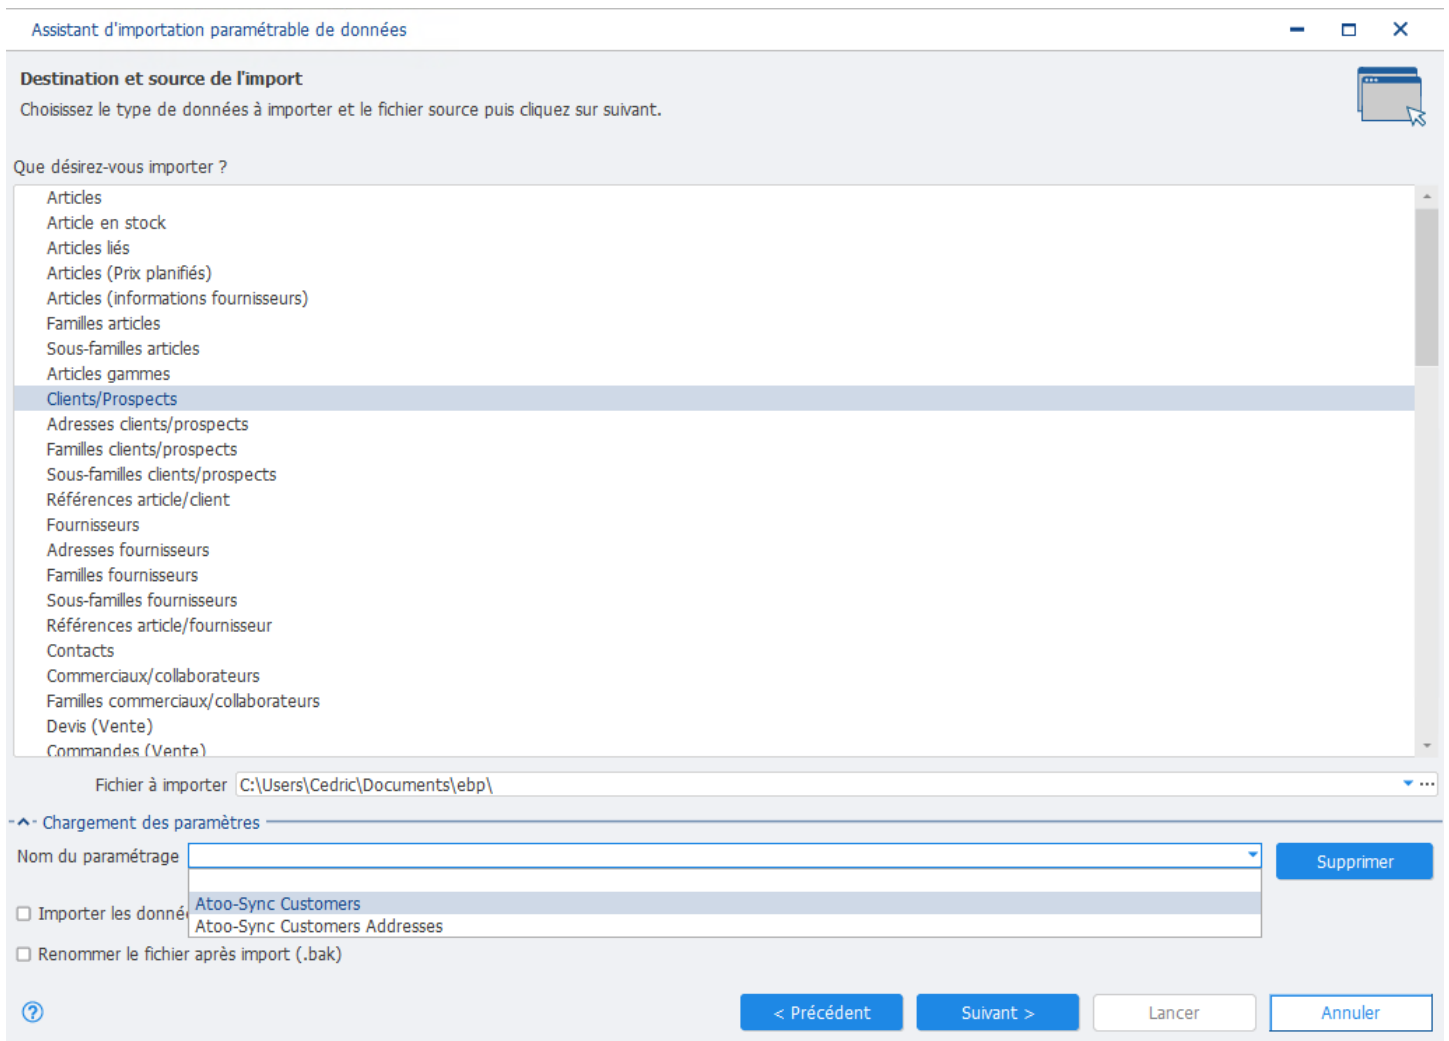 Assistant d'importation paramétrable de données
Destination et source de l'import
Choisissez le type de données à importer et le fichier source puis cliquez sur suivant.
Que désirez-vous importer ?
Articles
Article en stock
Articles liés
Articles (Prix planifiés)
Articles (informations fournisseurs)
Familles articles
Sous-familles articles
Articles gammes
Clients/Prospects
Adresses clients/prospects
Familles clients/prospects
Sous-familles clients/prospects
Références article/client
Fournisseurs
Adresses fournisseurs
Familles fournisseurs
Sous-familles fournisseurs
Références article/fournisseur
Contacts
Commerciaux/collaborateurs
Familles commerciaux/collaborateurs
Devis (Vente)
Commandes (Vente)
Fichier à importer C:\Users\Cedric\Documents\ebp\
Chargement des paramètres
Nom du paramétrage
Supprimer
Atoo-Sync Customers
Importer les donné
Atoo-Sync Customers Addresses
Renommer le fichier après import (.bak)
< Précédent Suivant > Lancer Annuler